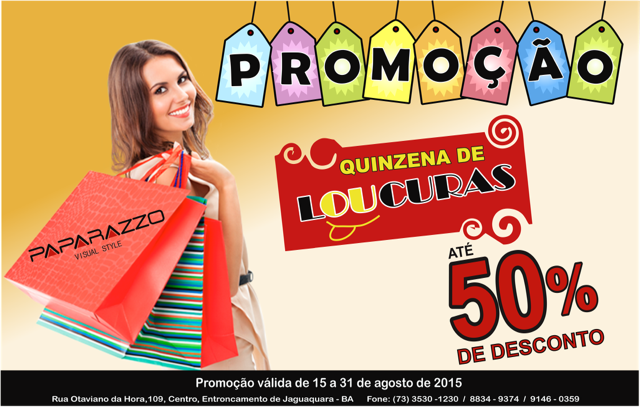 PROMOÇÃO
QUINZENA DE
LOUCURAS
PAPARAZZO
VISUAL STYLE
ATÉ
50%
DE DESCONTO
Promoção válida de 15 a 31 de agosto de 2015
Rua Otaviano da Hora,109, Centro, Entroncamento de Jaguaquara - BA Fone: (73) 3530 -1230 / 8834 - 9374 / 9146 - 0359